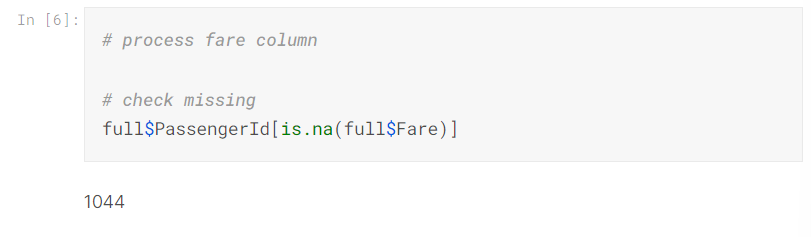 In [6]:
# process fare column
# check missing
full$PassengerId[is.na(full$Fare)]
1044